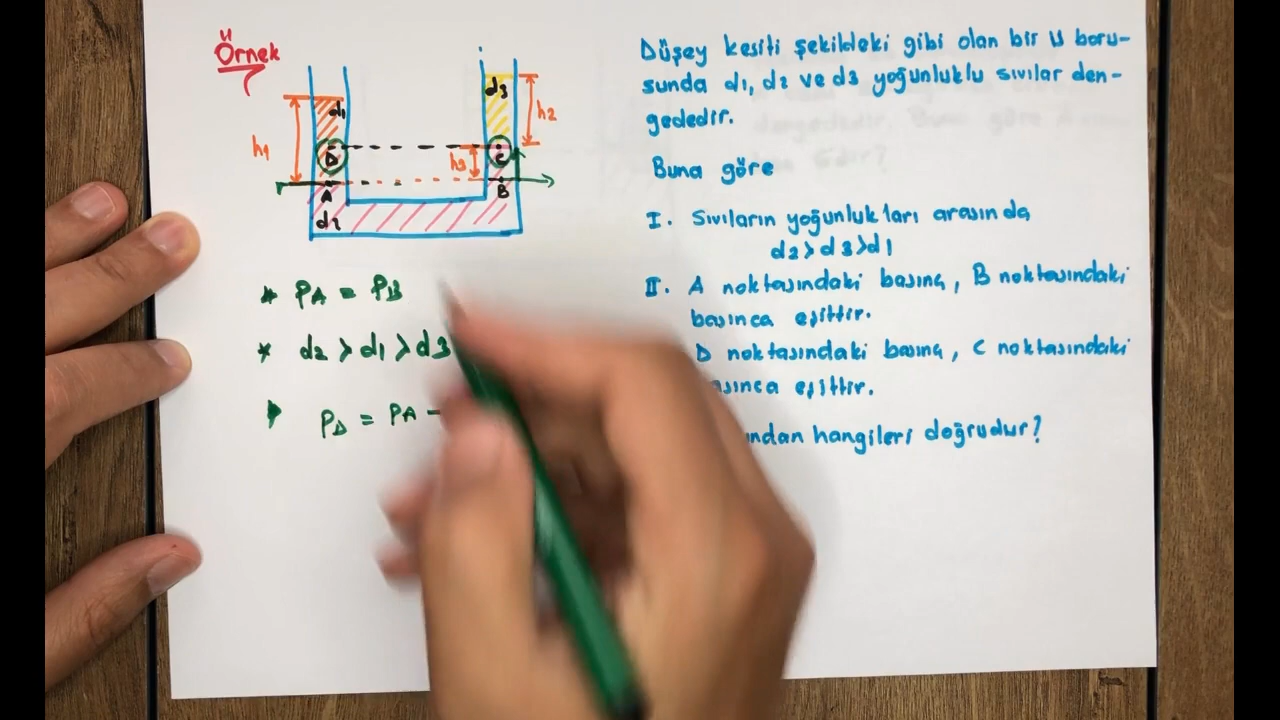 Örnek
d1
d3
h2
h1
D
C
h3
A
B
d2
* PA = PB
* d2 > d1 > d3
PD = PA -
Düşey kesiti şekildeki gibi olan bir U boru-
sunda d1, d2 ve d3 yoğunluklu sıvılar den-
gededir.
Buna göre
I. Sıvıların yoğunlukları arasında
d2>d3>d1
II. A noktasındaki basınç, B noktasındaki
basınca eşittir.
D noktasındaki basınç, C noktasındaki
eşittir.
hangileri doğrudur?